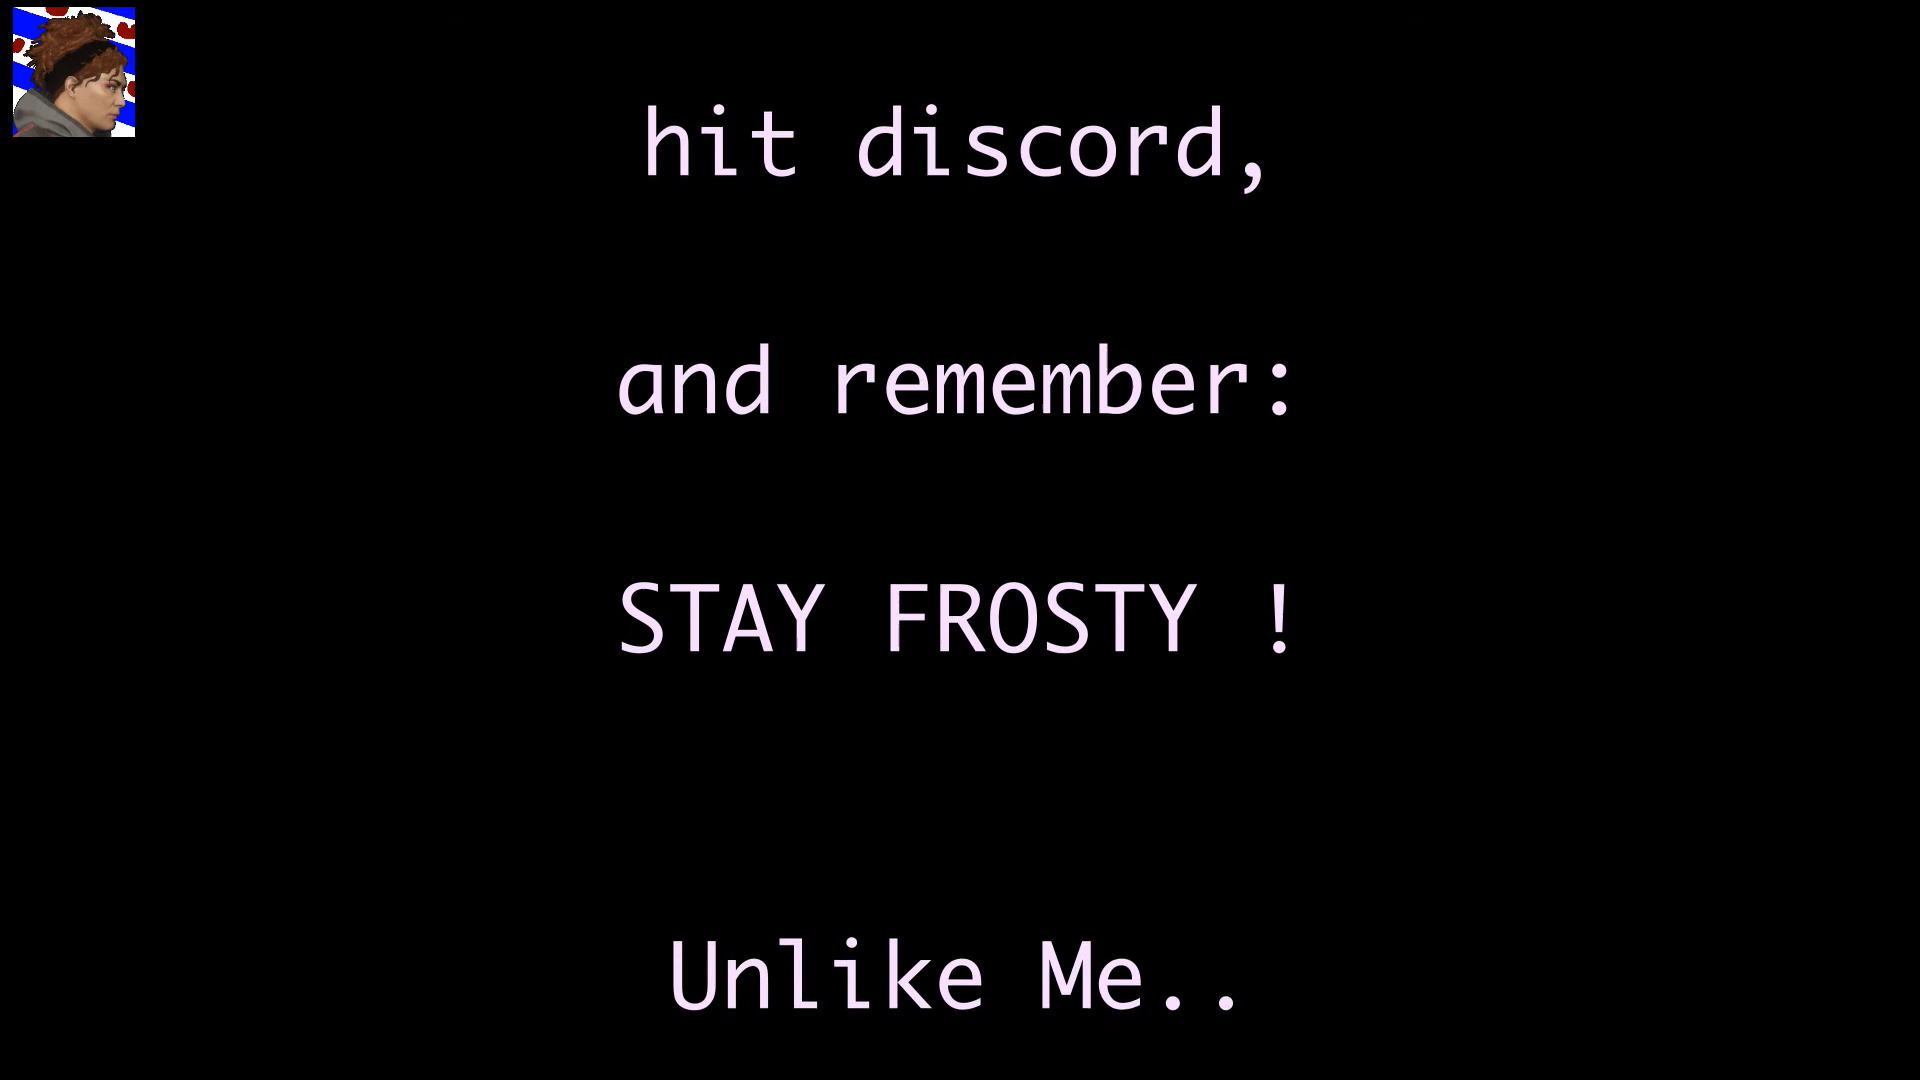 hit discord,
and remember:
STAY FROSTY !
Unlike Me..